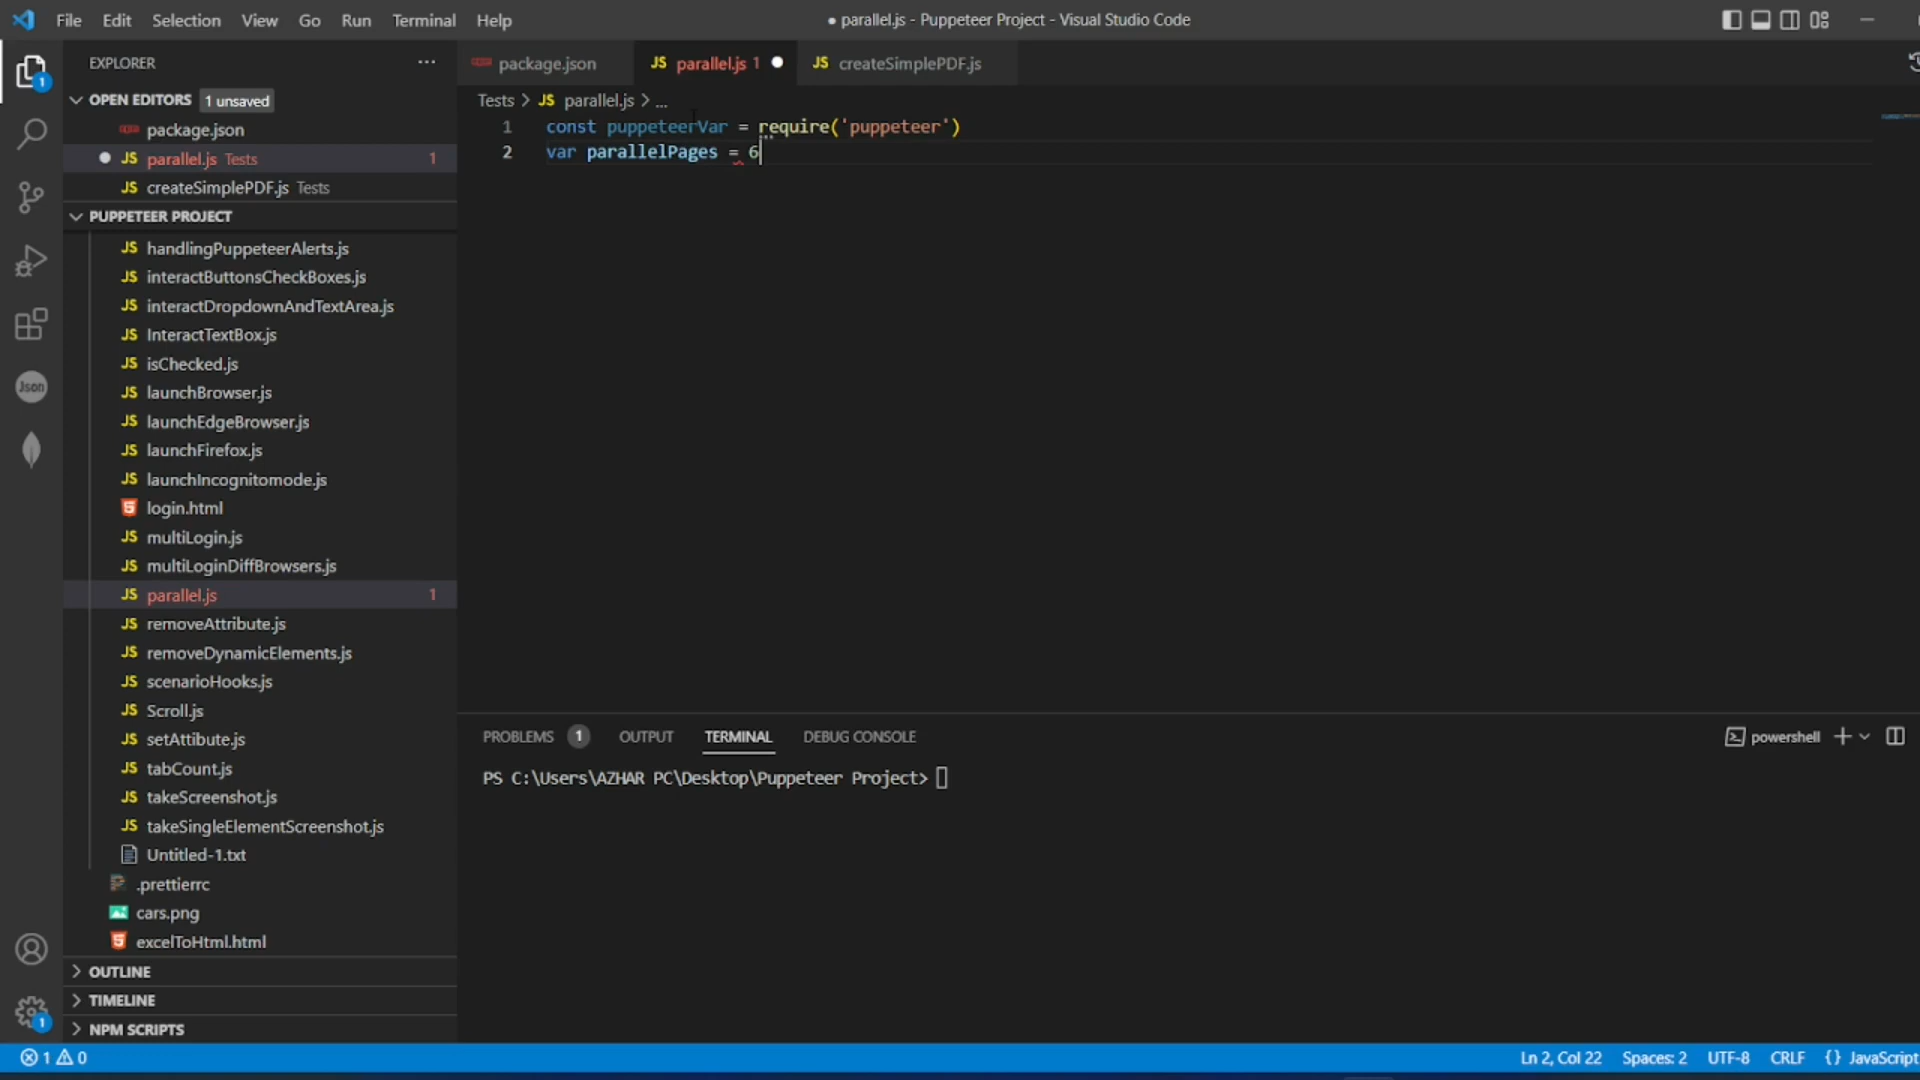 File Edit Selection View Go Run Terminal Help
● parallel.js - Puppeteer Project - Visual Studio Code
EXPLORER ...
package.json
JS parallel.js 1
JS createSimplePDF.js
OPEN EDITORS 1 unsaved
package.json
JS parallel.js Tests 1
JS createSimplePDF.js Tests
PUPPETEER PROJECT
JS handlingPuppeteerAlerts.js
JS interactButtonsCheckBoxes.js
JS interactDropdownAndTextArea.js
JS InteractTextBox.js
JS isChecked.js
JS launchBrowser.js
JS launchEdgeBrowser.js
JS launchFirefox.js
JS launchIncognitomode.js
login.html
JS multiLogin.js
JS multiLoginDiffBrowsers.js
JS parallel.js 1
JS removeAttribute.js
JS removeDynamicElements.js
JS scenarioHooks.js
JS Scroll.js
JS setAttibute.js
JS tabCount.js
JS takeScreenshot.js
JS takeSingleElementScreenshot.js
Untitled-1.txt
.prettierrc
cars.png
excelToHtml.html
OUTLINE
TIMELINE
NPM SCRIPTS
1
Json
1
Tests > JS parallel.js > ...
1 const puppeteerVar = require('puppeteer')
2 var parallelPages = 6
PROBLEMS 1 OUTPUT TERMINAL DEBUG CONSOLE
powershell
PS C:\Users\AZHAR PC\Desktop\Puppeteer Project>
1 0
Ln 2, Col 22 Spaces: 2 UTF-8 CRLF {} JavaScript